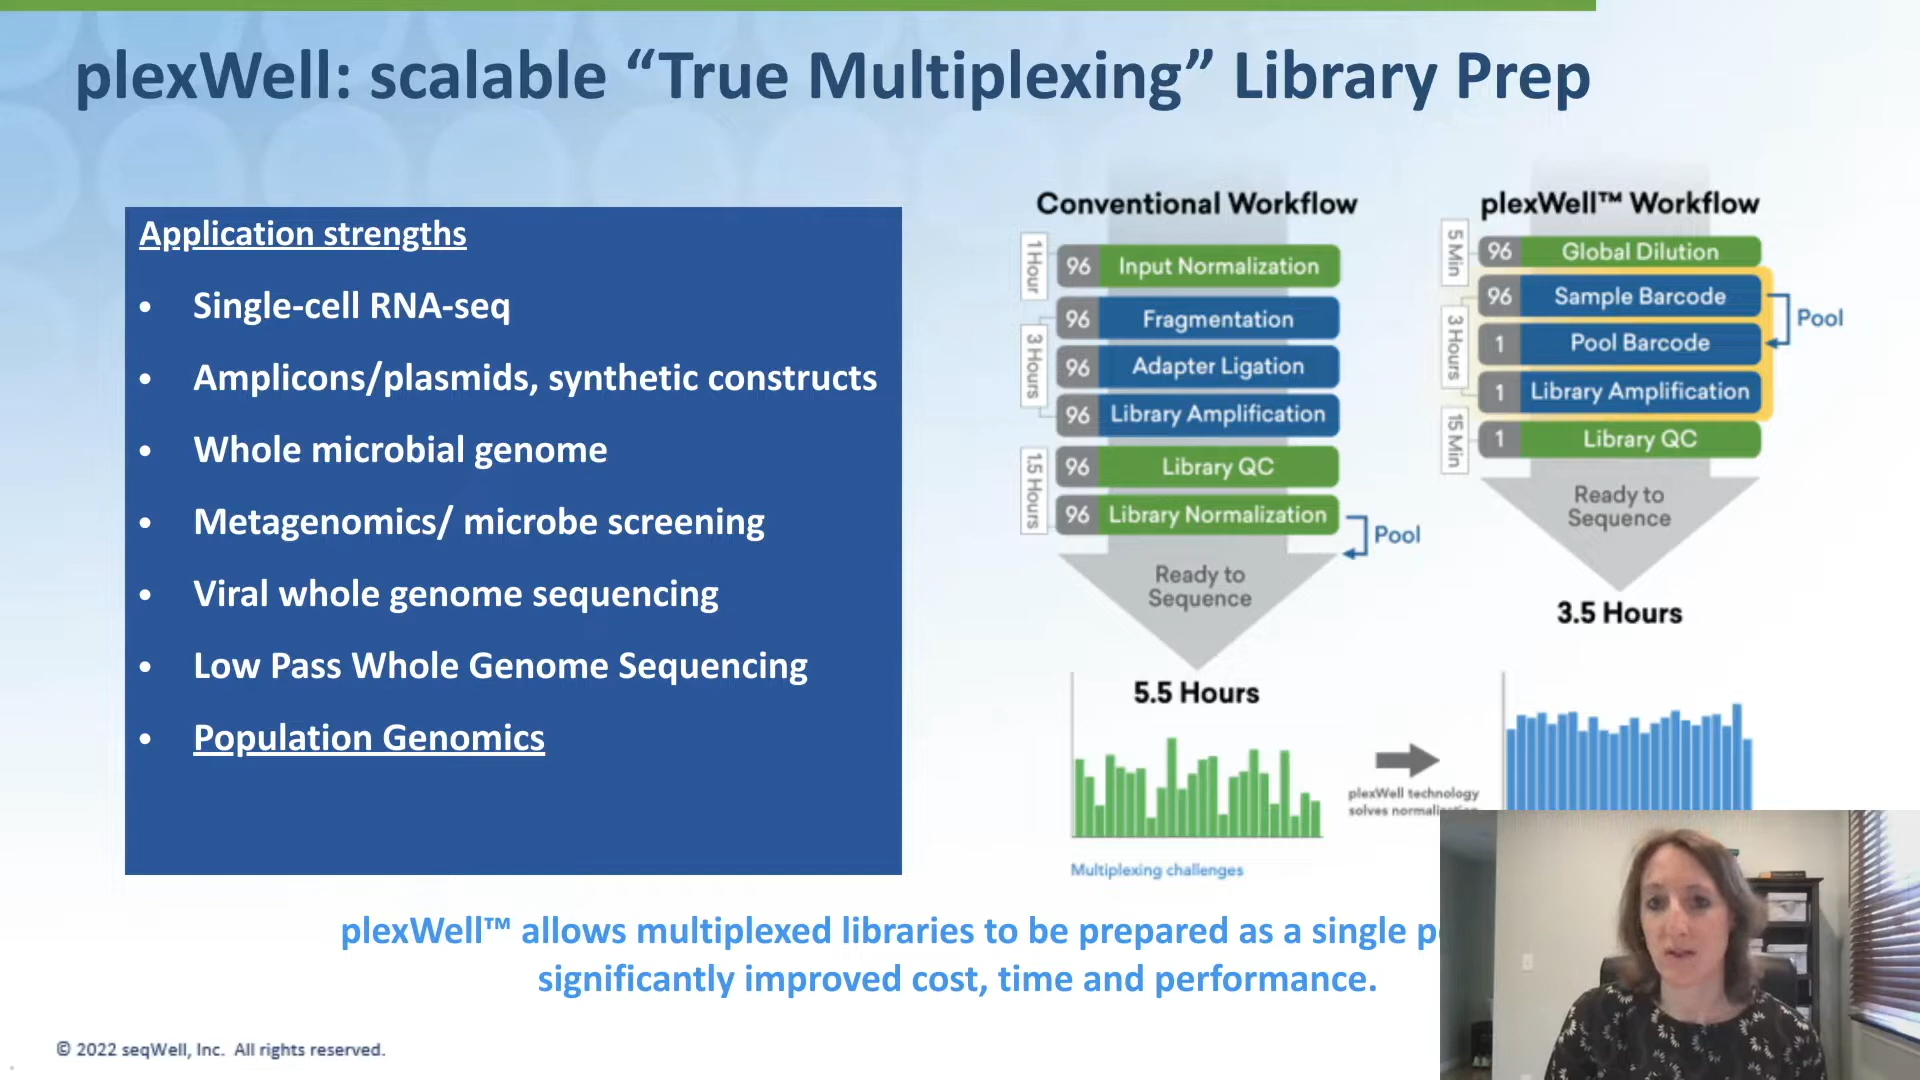 plexWell: scalable “True Multiplexing” Library Prep
Application strengths
• Single-cell RNA-seq
• Amplicons/plasmids, synthetic constructs
• Whole microbial genome
• Metagenomics/ microbe screening
• Viral whole genome sequencing
• Low Pass Whole Genome Sequencing
• Population Genomics
Conventional Workflow
1 Hour
96 Input Normalization
3 Hours
96 Fragmentation
96 Adapter Ligation
96 Library Amplification
1.5 Hours
96 Library QC
96 Library Normalization
Pool
Ready to
Sequence
5.5 Hours
Multiplexing challenges
plexWell technology
solves
plexWell™ Workflow
5 Min
96 Global Dilution
3 Hours
96 Sample Barcode
1 Pool Barcode
1 Library Amplification
Pool
15 Min
1 Library QC
Ready to
Sequence
3.5 Hours
plexWell™ allows multiplexed libraries to be prepared as a single
significantly improved cost, time and performance.
© 2022 seqWell, Inc. All rights reserved.